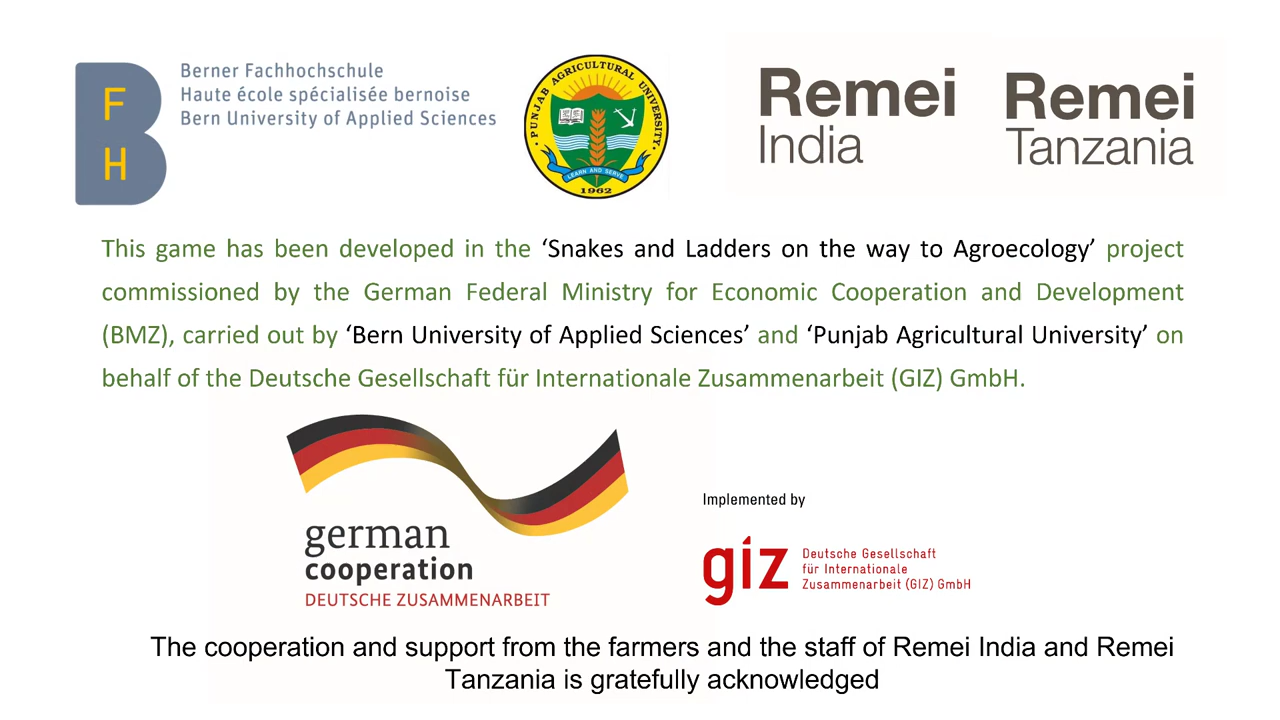 B
F
H
Berner Fachhochschule
Haute école spécialisée bernoise
Bern University of Applied Sciences
PUNJAB AGRICULTURAL UNIVERSITY
LEARN AND SERVE
1962
Remei
India
Remei
Tanzania
This game has been developed in the ‘Snakes and Ladders on the way to Agroecology’ project
commissioned by the German Federal Ministry for Economic Cooperation and Development
(BMZ), carried out by ‘Bern University of Applied Sciences’ and ‘Punjab Agricultural University’ on
behalf of the Deutsche Gesellschaft für Internationale Zusammenarbeit (GIZ) GmbH.
german
cooperation
DEUTSCHE ZUSAMMENARBEIT
Implemented by
giz
Deutsche Gesellschaft
für Internationale
Zusammenarbeit (GIZ) GmbH
The cooperation and support from the farmers and the staff of Remei India and Remei
Tanzania is gratefully acknowledged